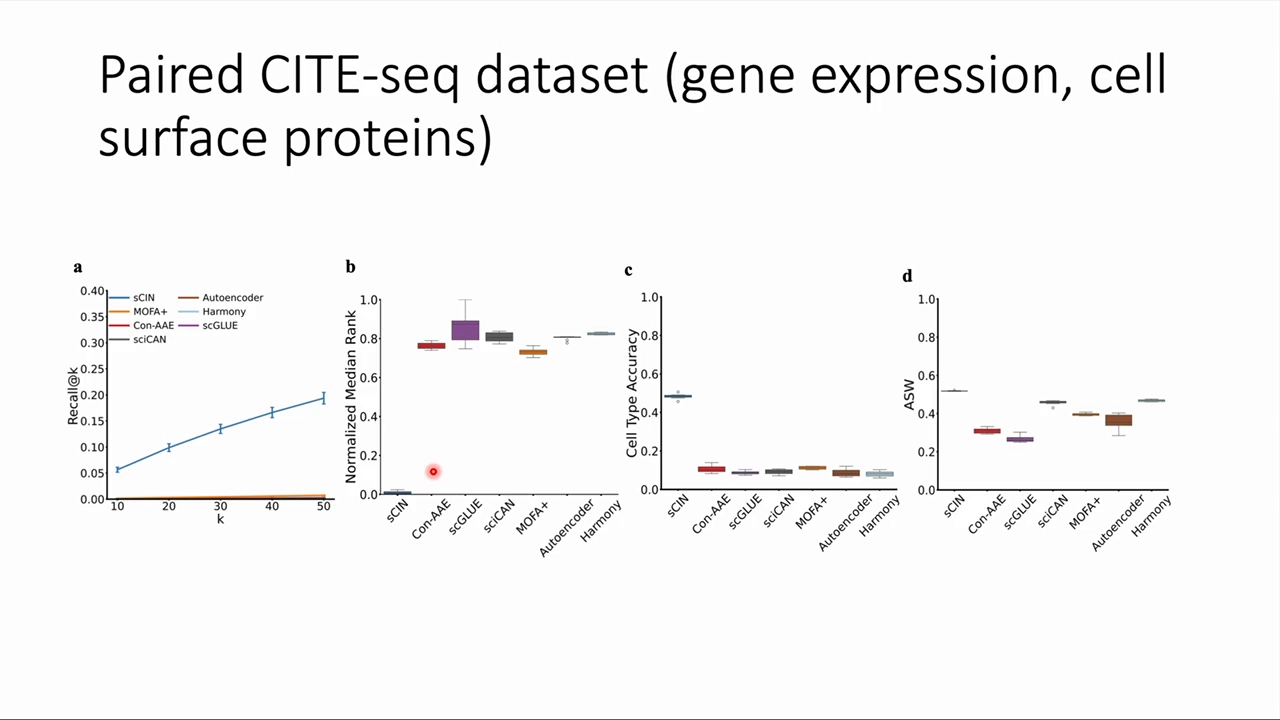 Paired CITE-seq dataset (gene expression, cell
surface proteins)
a
0.40
0.35
0.30
0.25
0.20
0.15
0.10
0.05
0.00
Recall@k
sCIN
MOFA+
Con-AAE
sciCAN
Autoencoder
Harmony
scGLUE
10 20 30 40 50
k
b
1.0
0.8
0.6
0.4
0.2
0.0
Normalized Median Rank
sCIN
Con-AAE
scGLUE
sciCAN
MOFA+
Autoencoder
Harmony
c
1.0
0.8
0.6
0.4
0.2
0.0
Cell Type Accuracy
sCIN
Con-AAE
scGLUE
sciCAN
MOFA+
Autoencoder
Harmony
d
1.0
0.8
0.6
0.4
0.2
0.0
ASW
sCIN
Con-AAE
scGLUE
sciCAN
MOFA+
Autoencoder
Harmony